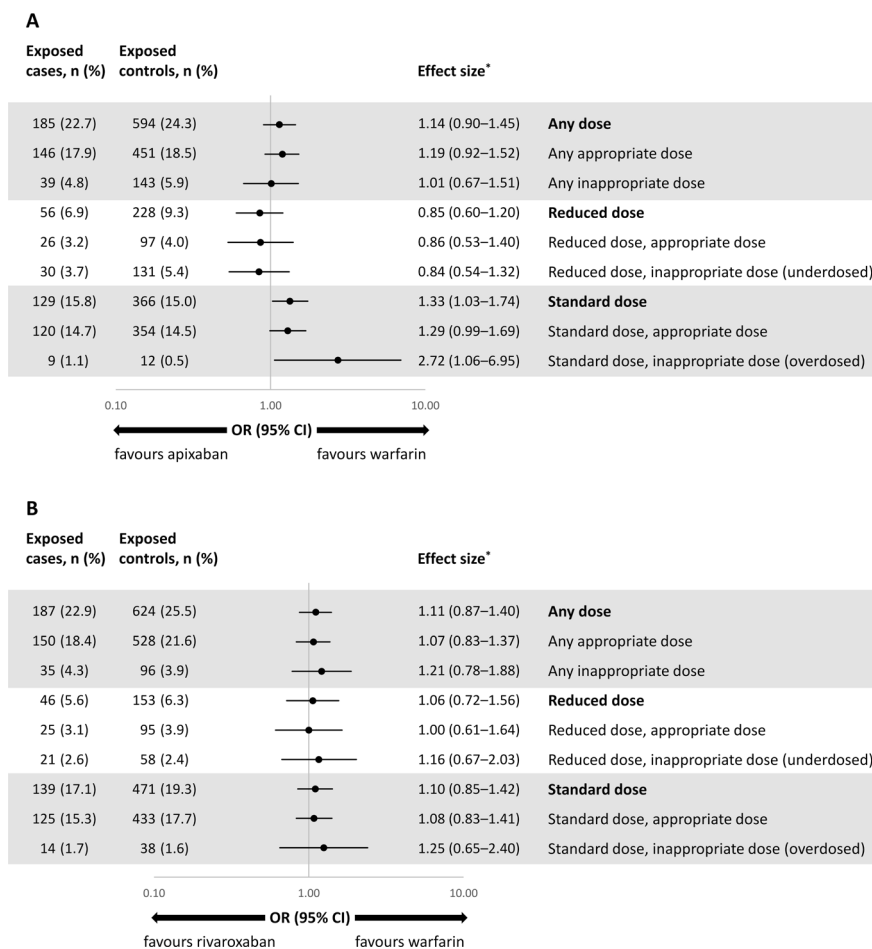 A
Exposed Exposed
cases, n (%) controls, n (%) Effect size*
185 (22.7) 594 (24.3) 1.14 (0.90–1.45) Any dose
146 (17.9) 451 (18.5) 1.19 (0.92–1.52) Any appropriate dose
39 (4.8) 143 (5.9) 1.01 (0.67–1.51) Any inappropriate dose
56 (6.9) 228 (9.3) 0.85 (0.60–1.20) Reduced dose
26 (3.2) 97 (4.0) 0.86 (0.53–1.40) Reduced dose, appropriate dose
30 (3.7) 131 (5.4) 0.84 (0.54–1.32) Reduced dose, inappropriate dose (underdosed)
129 (15.8) 366 (15.0) 1.33 (1.03–1.74) Standard dose
120 (14.7) 354 (14.5) 1.29 (0.99–1.69) Standard dose, appropriate dose
9 (1.1) 12 (0.5) 2.72 (1.06–6.95) Standard dose, inappropriate dose (overdosed)
0.10 1.00 10.00
OR (95% CI)
favours apixaban favours warfarin
B
Exposed Exposed
cases, n (%) controls, n (%) Effect size*
187 (22.9) 624 (25.5) 1.11 (0.87–1.40) Any dose
150 (18.4) 528 (21.6) 1.07 (0.83–1.37) Any appropriate dose
35 (4.3) 96 (3.9) 1.21 (0.78–1.88) Any inappropriate dose
46 (5.6) 153 (6.3) 1.06 (0.72–1.56) Reduced dose
25 (3.1) 95 (3.9) 1.00 (0.61–1.64) Reduced dose, appropriate dose
21 (2.6) 58 (2.4) 1.16 (0.67–2.03) Reduced dose, inappropriate dose (underdosed)
139 (17.1) 471 (19.3) 1.10 (0.85–1.42) Standard dose
125 (15.3) 433 (17.7) 1.08 (0.83–1.41) Standard dose, appropriate dose
14 (1.7) 38 (1.6) 1.25 (0.65–2.40) Standard dose, inappropriate dose (overdosed)
0.10 1.00 10.00
OR (95% CI)
favours rivaroxaban favours warfarin